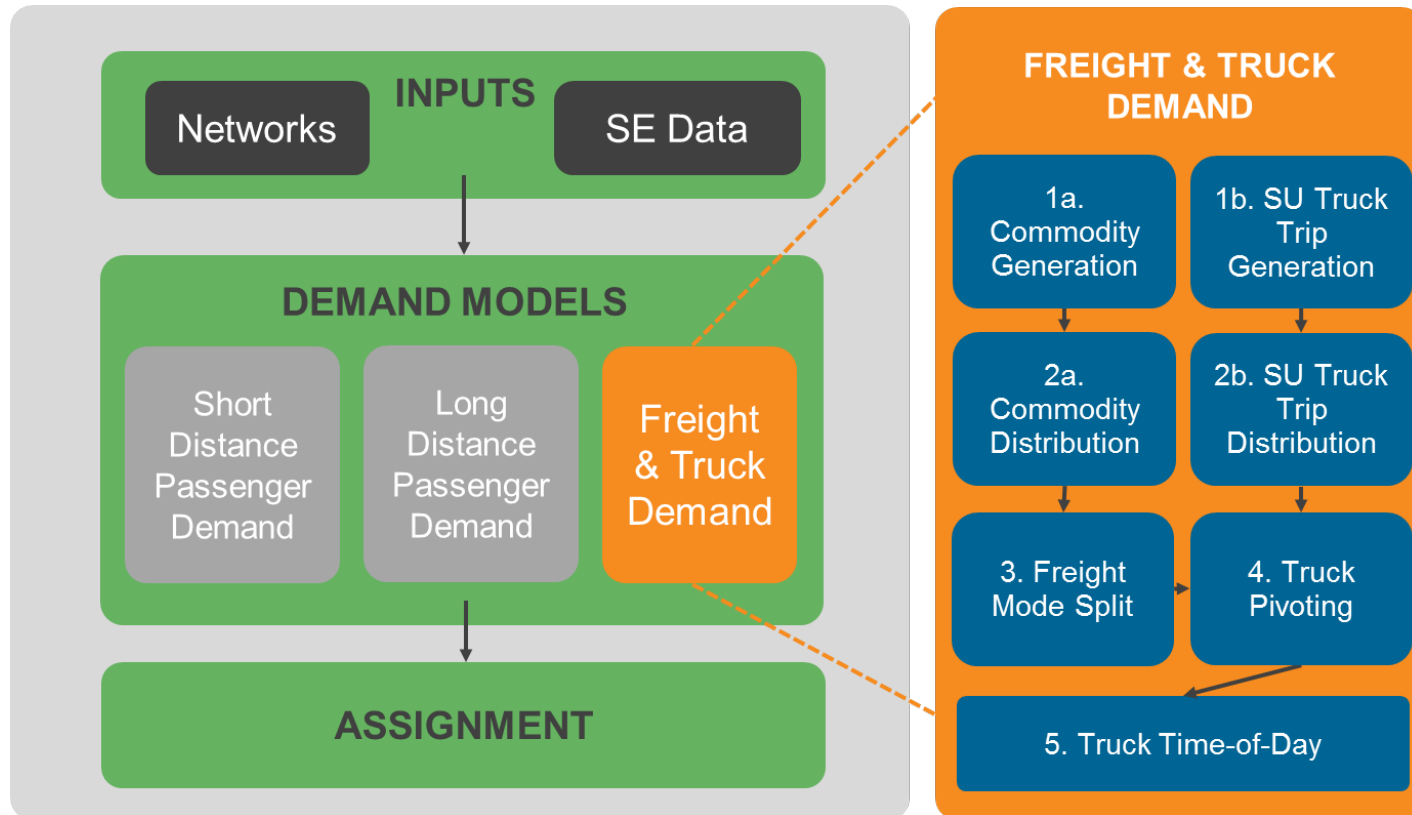 INPUTS
Networks
SE Data
DEMAND MODELS
Short
Distance
Passenger
Demand
Long
Distance
Passenger
Demand
Freight
& Truck
Demand
ASSIGNMENT
FREIGHT & TRUCK
DEMAND
1a.
Commodity
Generation
1b. SU Truck
Trip
Generation
2a.
Commodity
Distribution
2b. SU Truck
Trip
Distribution
3. Freight
Mode Split
4. Truck
Pivoting
5. Truck Time-of-Day